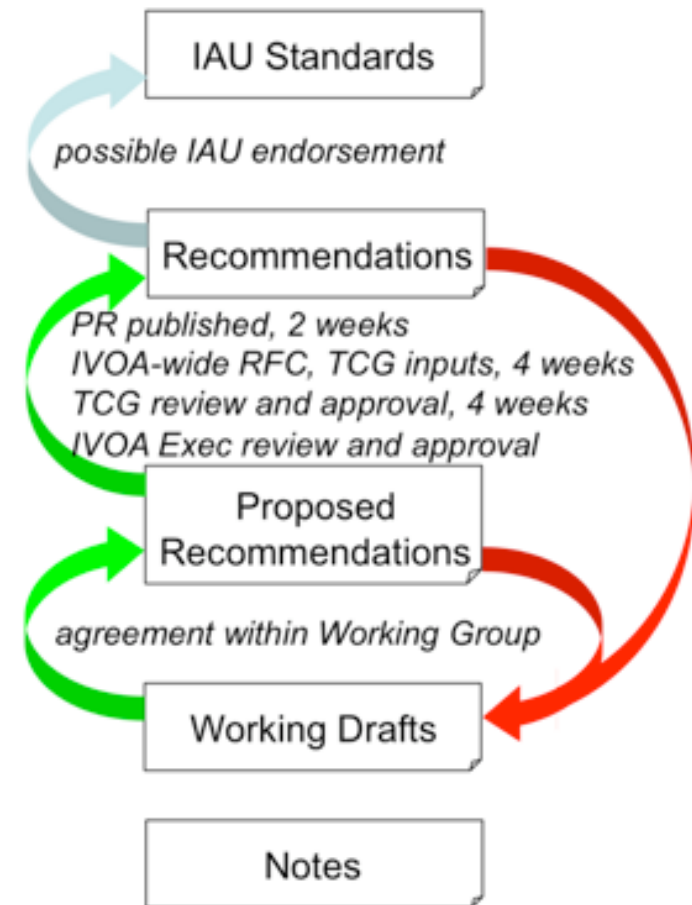 IAU Standards
possible IAU endorsement
Recommendations
PR published, 2 weeks
IVOA-wide RFC, TCG inputs, 4 weeks
TCG review and approval, 4 weeks
IVOA Exec review and approval
Proposed
Recommendations
agreement within Working Group
Working Drafts
Notes